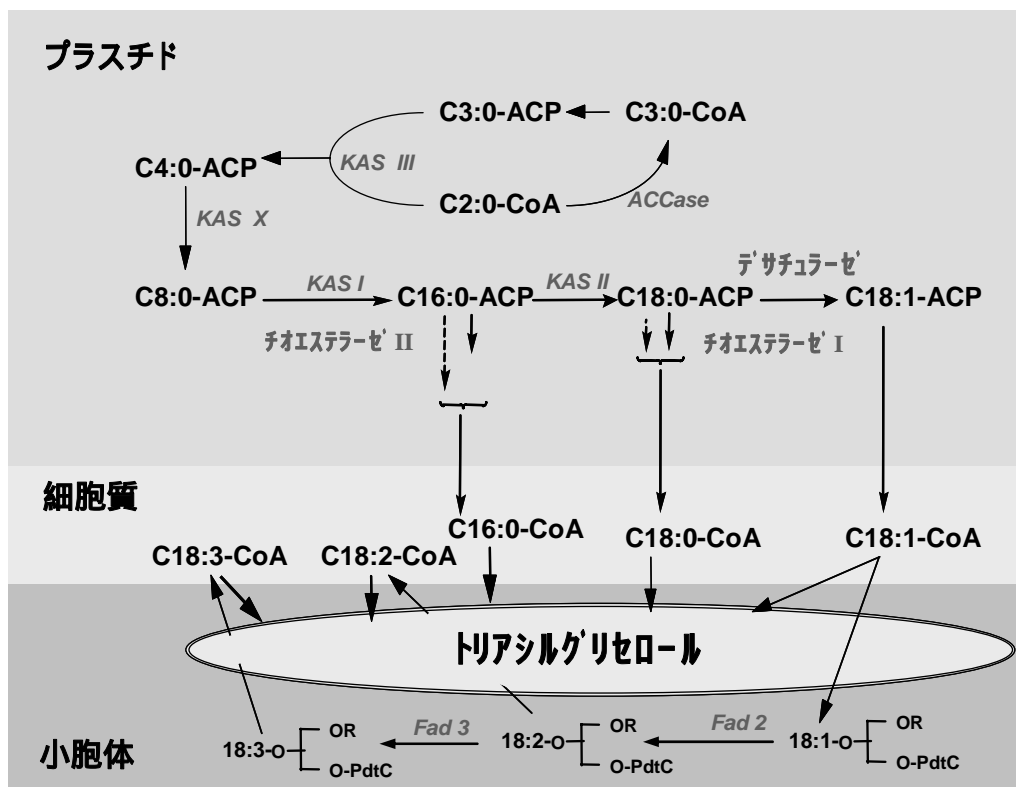 プラスチド
C3:0-ACP C3:0-CoA
C4:0-ACP KAS III
KAS X C2:0-CoA ACCase
デサチュラーゼ
C8:0-ACP KAS I C16:0-ACP KAS II C18:0-ACP C18:1-ACP
チオエステラーゼ II チオエステラーゼ I
細胞質
C18:3-CoA C18:2-CoA C16:0-CoA C18:0-CoA C18:1-CoA
トリアシルグリセロール
小胞体
18:3-O OR O-PdtC Fad 3 18:2-O OR O-PdtC Fad 2 18:1-O OR O-PdtC